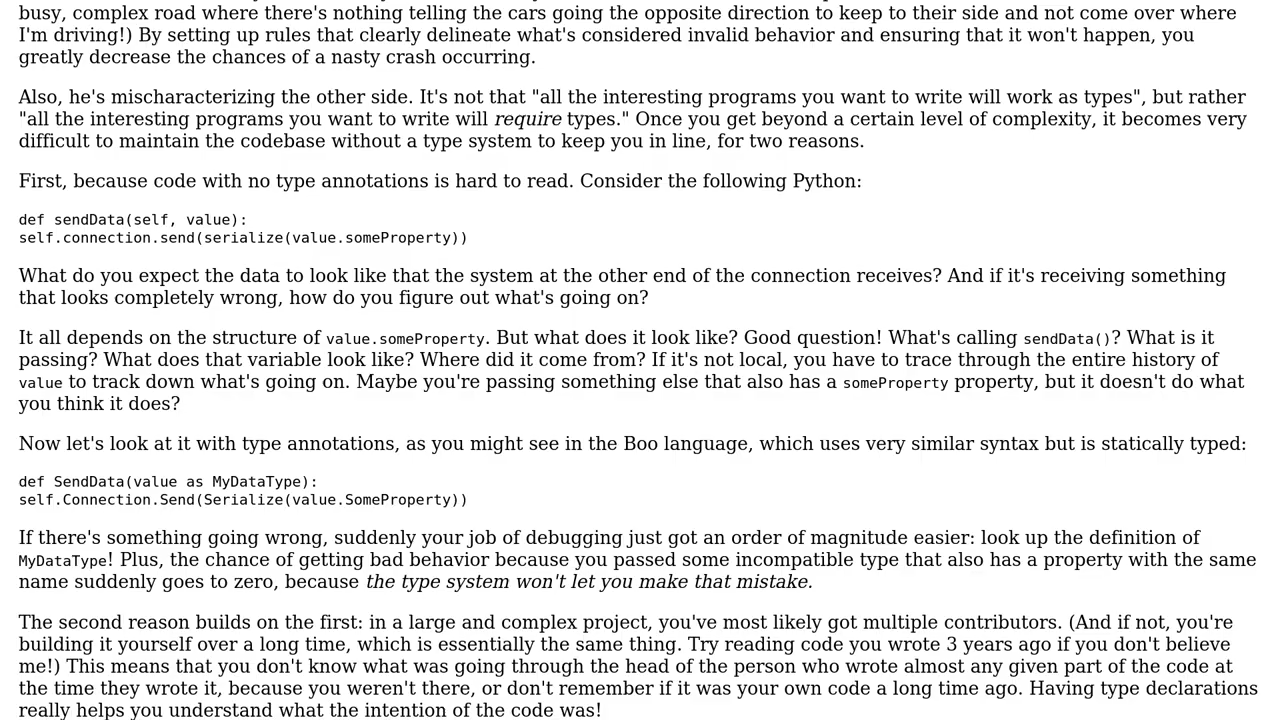 busy, complex road where there's nothing telling the cars going the opposite direction to keep to their side and not come over where
I'm driving!) By setting up rules that clearly delineate what's considered invalid behavior and ensuring that it won't happen, you
greatly decrease the chances of a nasty crash occurring.
Also, he's mischaracterizing the other side. It's not that "all the interesting programs you want to write will work as types", but rather
"all the interesting programs you want to write will require types." Once you get beyond a certain level of complexity, it becomes very
difficult to maintain the codebase without a type system to keep you in line, for two reasons.
First, because code with no type annotations is hard to read. Consider the following Python:
def sendData(self, value):
self.connection.send(serialize(value.someProperty))
What do you expect the data to look like that the system at the other end of the connection receives? And if it's receiving something
that looks completely wrong, how do you figure out what's going on?
It all depends on the structure of value.someProperty. But what does it look like? Good question! What's calling sendData()? What is it
passing? What does that variable look like? Where did it come from? If it's not local, you have to trace through the entire history of
value to track down what's going on. Maybe you're passing something else that also has a someProperty property, but it doesn't do what
you think it does?
Now let's look at it with type annotations, as you might see in the Boo language, which uses very similar syntax but is statically typed:
def SendData(value as MyDataType):
self.Connection.Send(Serialize(value.SomeProperty))
If there's something going wrong, suddenly your job of debugging just got an order of magnitude easier: look up the definition of
MyDataType! Plus, the chance of getting bad behavior because you passed some incompatible type that also has a property with the same
name suddenly goes to zero, because the type system won't let you make that mistake.
The second reason builds on the first: in a large and complex project, you've most likely got multiple contributors. (And if not, you're
building it yourself over a long time, which is essentially the same thing. Try reading code you wrote 3 years ago if you don't believe
me!) This means that you don't know what was going through the head of the person who wrote almost any given part of the code at
the time they wrote it, because you weren't there, or don't remember if it was your own code a long time ago. Having type declarations
really helps you understand what the intention of the code was!